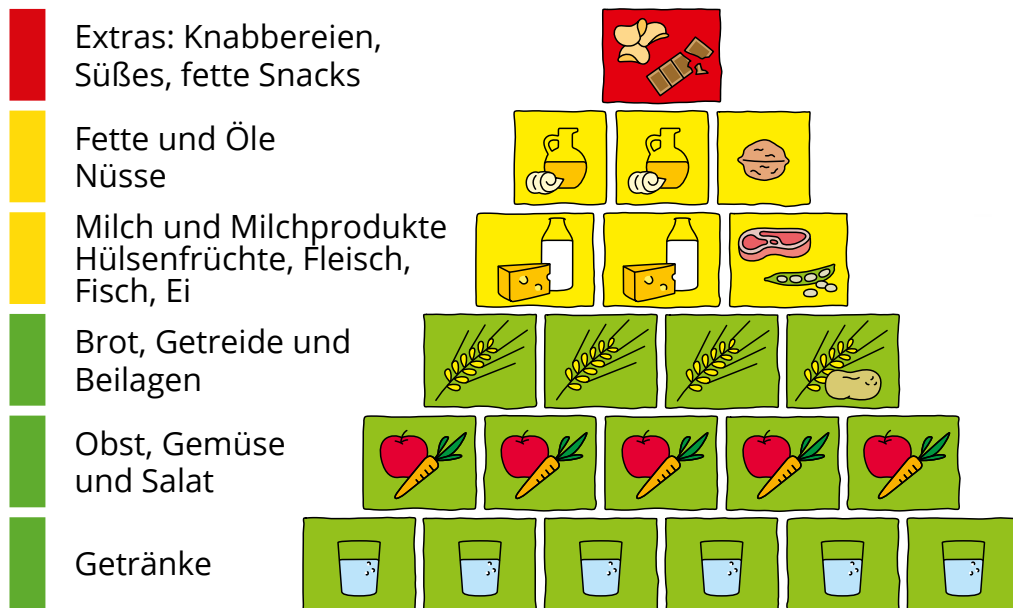 Extras: Knabbereien,
Süßes, fette Snacks
Fette und Öle
Nüsse
Milch und Milchprodukte
Hülsenfrüchte, Fleisch,
Fisch, Ei
Brot, Getreide und
Beilagen
Obst, Gemüse
und Salat
Getränke